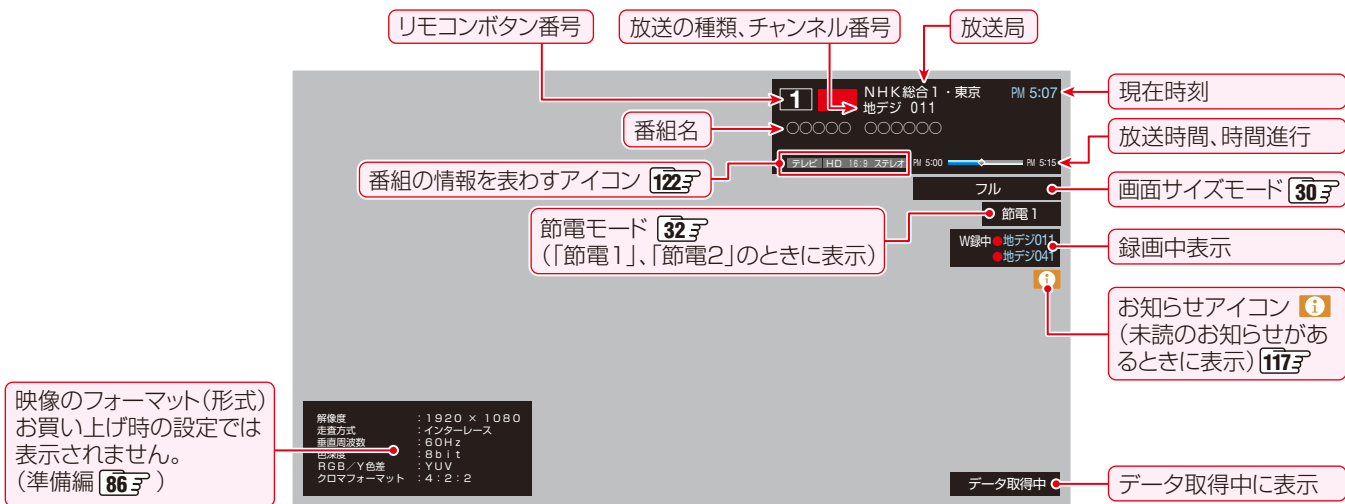 リモコンボタン番号
放送の種類、チャンネル番号
放送局
1
NHK総合1・東京
PM 5:07
地デジ 011
現在時刻
番組名
○○○○○ ○○○○○○
放送時間、時間進行
テレビ HD 16:9 ステレオ PM 5:00 PM 5:15
番組の情報を表わすアイコン 122
フル
画面サイズモード 30
節電モード 32
(「節電1」、「節電2」のときに表示)
節電1
W録中●地デジ011
●地デジ041
録画中表示
i
お知らせアイコン i
(未読のお知らせがあ
るときに表示) 117
映像のフォーマット(形式)
お買い上げ時の設定では
表示されません。
(準備編 86 )
解像度 :1920 × 1080
走査方式 :インターレース
垂直周波数 :60Hz
色深度 :8bit
RGB/Y色差 :YUV
クロマフォーマット :4:2:2
データ取得中
データ取得中に表示